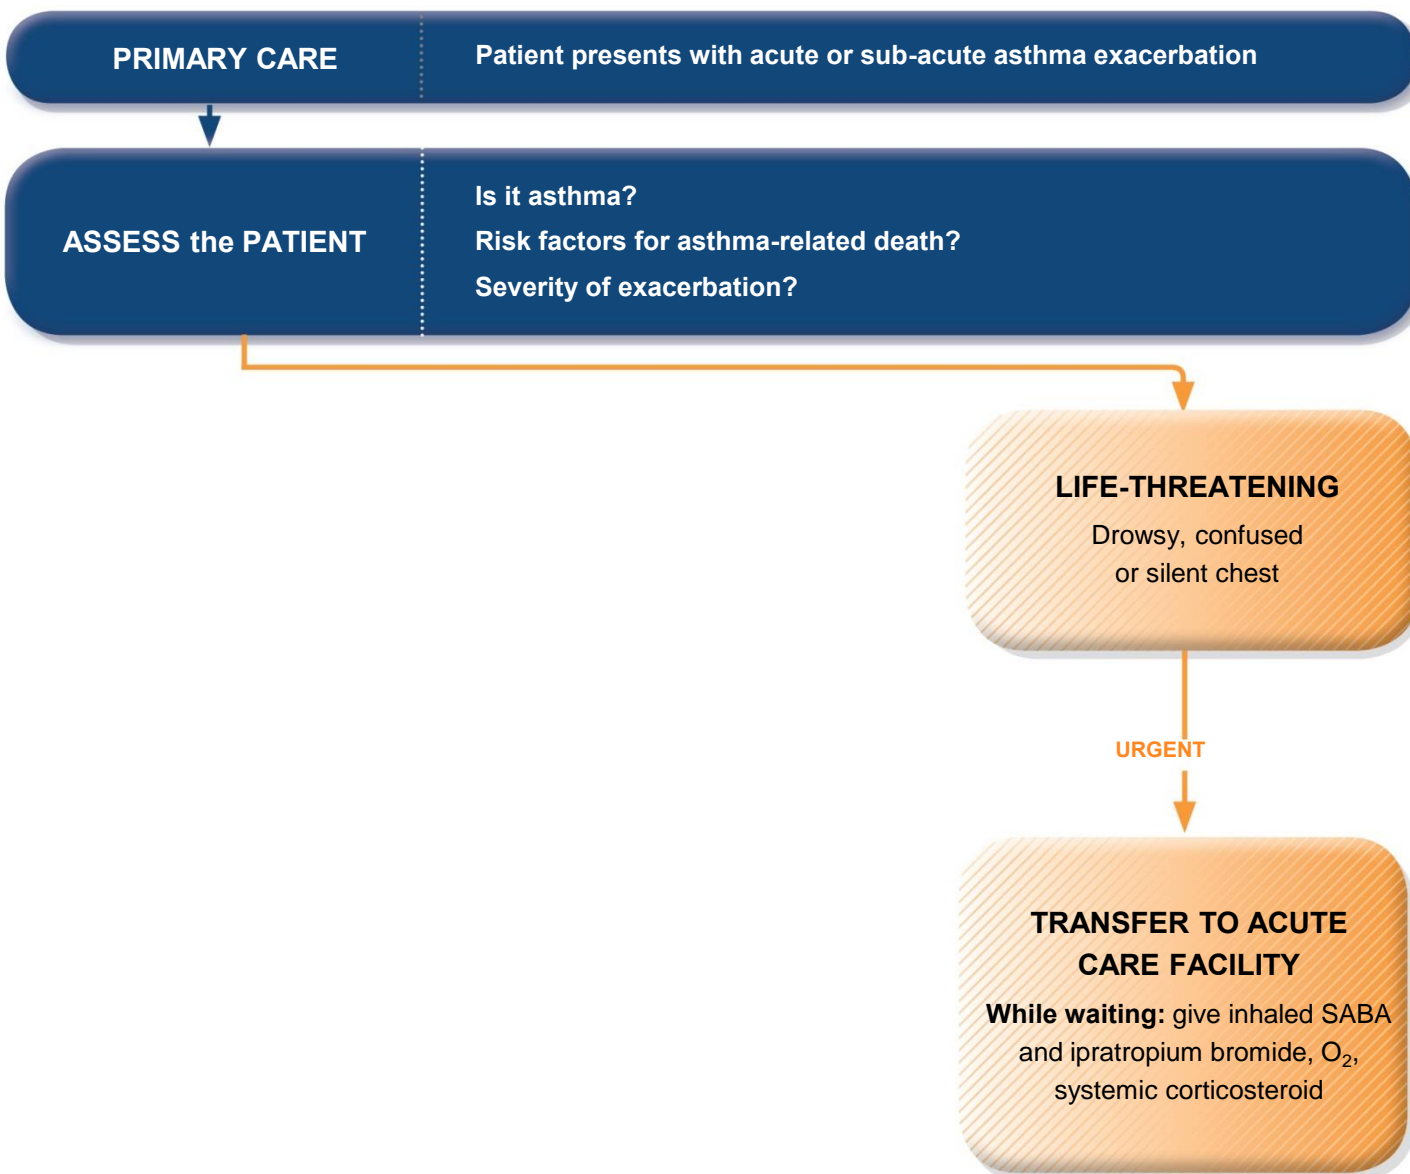 PRIMARY CARE
Patient presents with acute or sub-acute asthma exacerbation
ASSESS the PATIENT
Is it asthma?
Risk factors for asthma-related death?
Severity of exacerbation?
LIFE-THREATENING
Drowsy, confused
or silent chest
URGENT
TRANSFER TO ACUTE
CARE FACILITY
While waiting: give inhaled SABA
and ipratropium bromide, O₂,
systemic corticosteroid